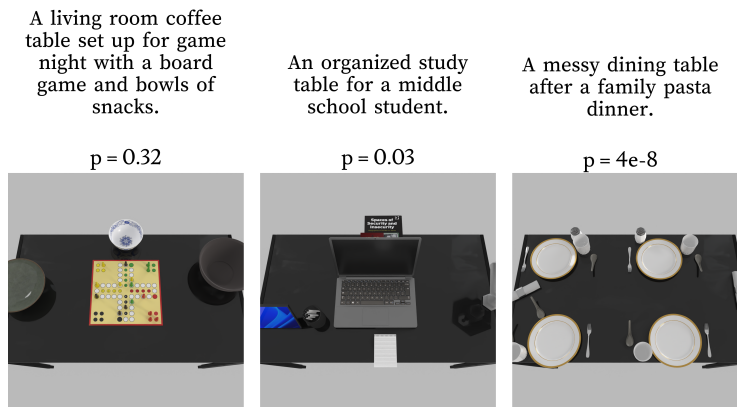 A living room coffee
table set up for game
night with a board
game and bowls of
snacks.
p = 0.32
An organized study
table for a middle
school student.
p = 0.03
A messy dining table
after a family pasta
dinner.
p = 4e-8
Spaces of
Security and
Insecurity